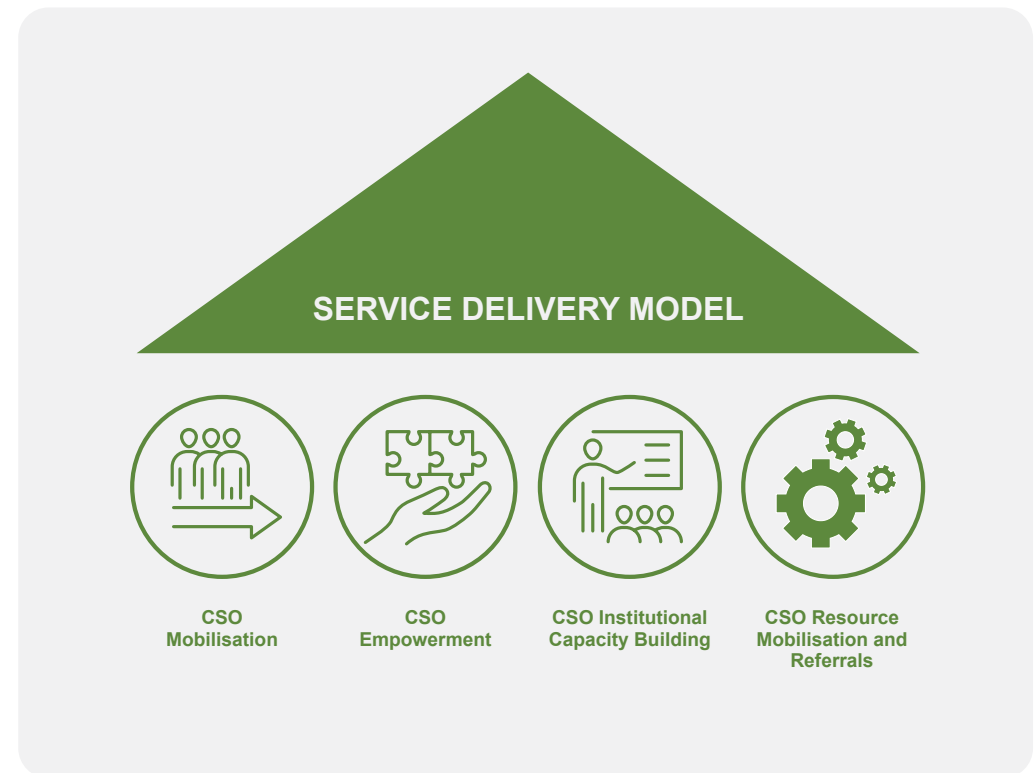 SERVICE DELIVERY MODEL
CSO
Mobilisation
CSO
Empowerment
CSO Institutional
Capacity Building
CSO Resource
Mobilisation and
Referrals